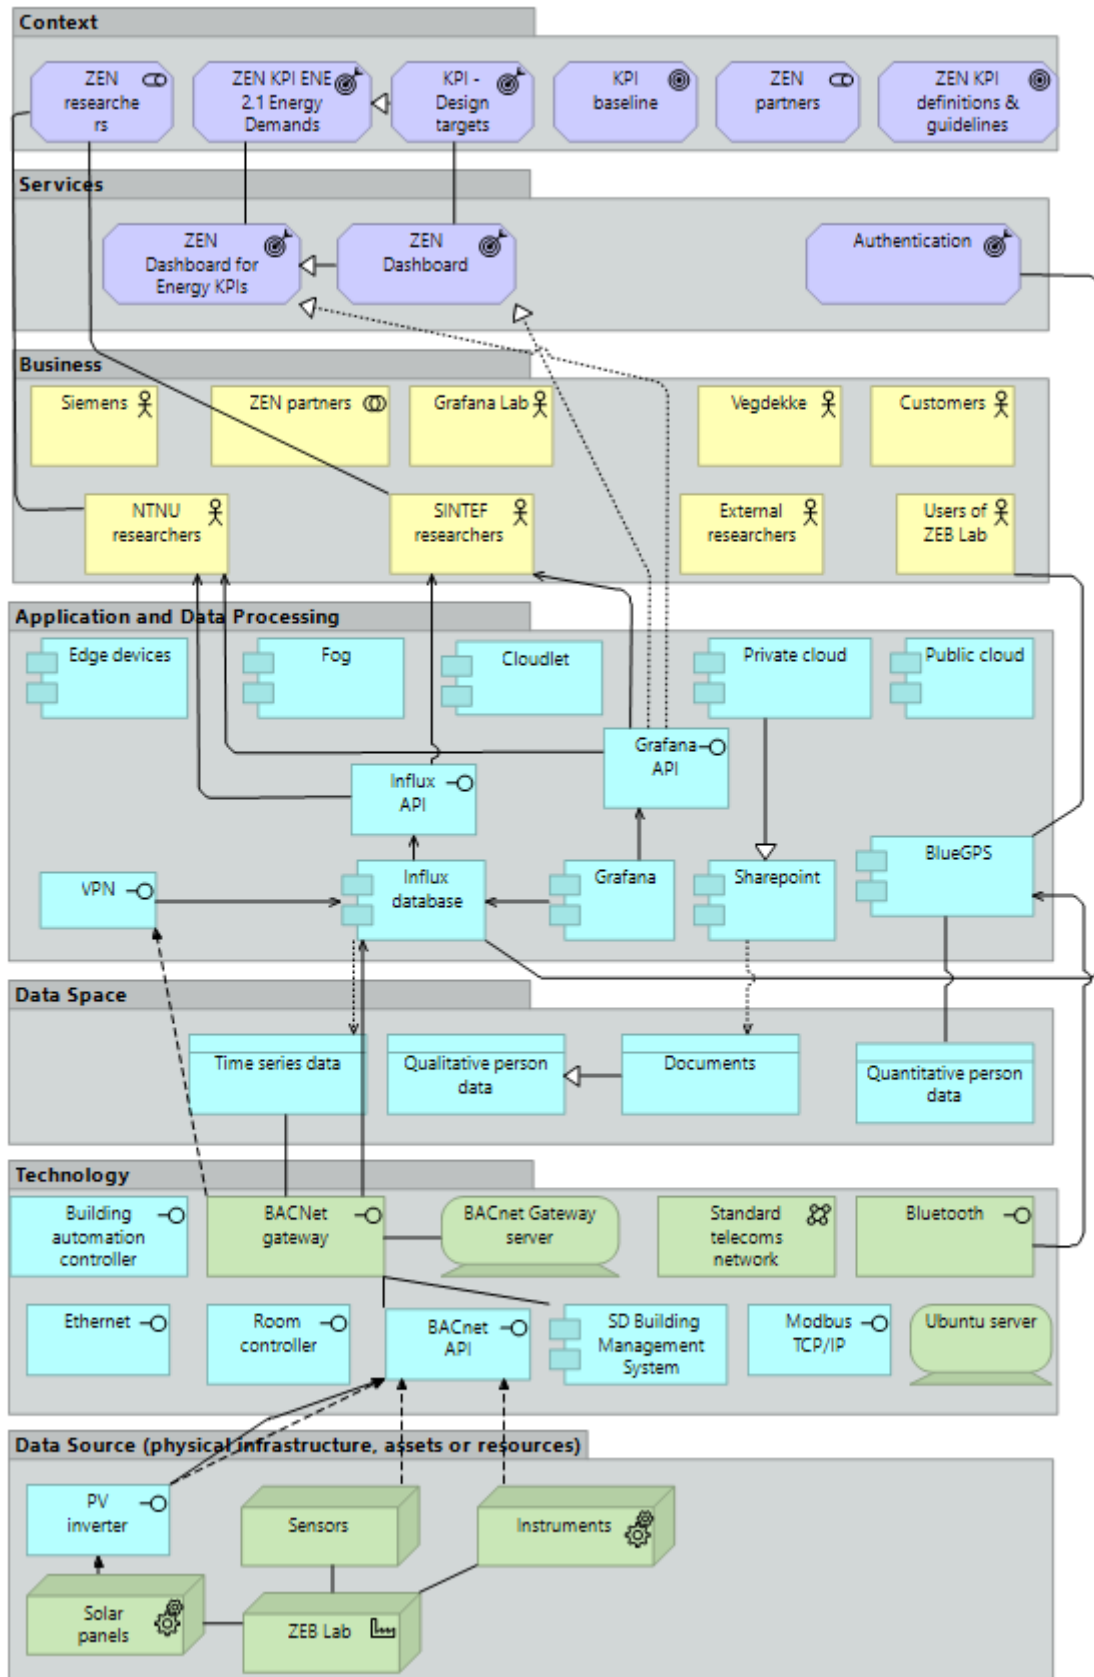 Context
ZEN
researche
rs
ZEN KPI ENE
2.1 Energy
Demands
KPI -
Design
targets
KPI
baseline
ZEN
partners
ZEN KPI
definitions &
guidelines
Services
ZEN
Dashboard for
Energy KPIs
ZEN
Dashboard
Authentication
Business
Siemens
ZEN partners
Grafana Lab
Vegdekke
Customers
NTNU
researchers
SINTEF
researchers
External
researchers
Users of
ZEB Lab
Application and Data Processing
Edge devices
Fog
Cloudlet
Private cloud
Public cloud
Grafana
API
Influx
API
VPN
Influx
database
Grafana
Sharepoint
BlueGPS
Data Space
Time series data
Qualitative person
data
Documents
Quantitative person
data
Technology
Building
automation
controller
BACNet
gateway
BACnet Gateway
server
Standard
telecoms
network
Bluetooth
Ethernet
Room
controller
BACnet
API
SD Building
Management
System
Modbus
TCP/IP
Ubuntu server
Data Source (physical infrastructure, assets or resources)
PV
inverter
Sensors
Instruments
Solar
panels
ZEB Lab